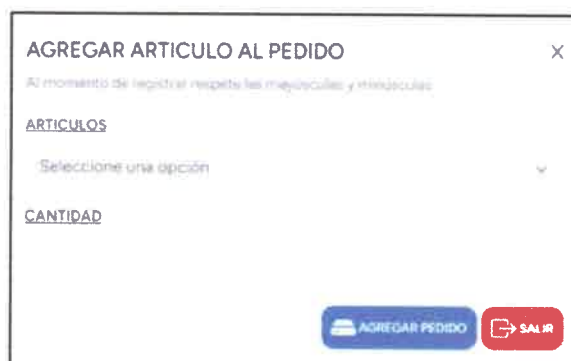 AGREGAR ARTICULO AL PEDIDO X
Al momento de registrar respete las mayúsculas y minúsculas
ARTICULOS
Seleccione una opción
CANTIDAD
AGREGAR PEDIDO SALIR